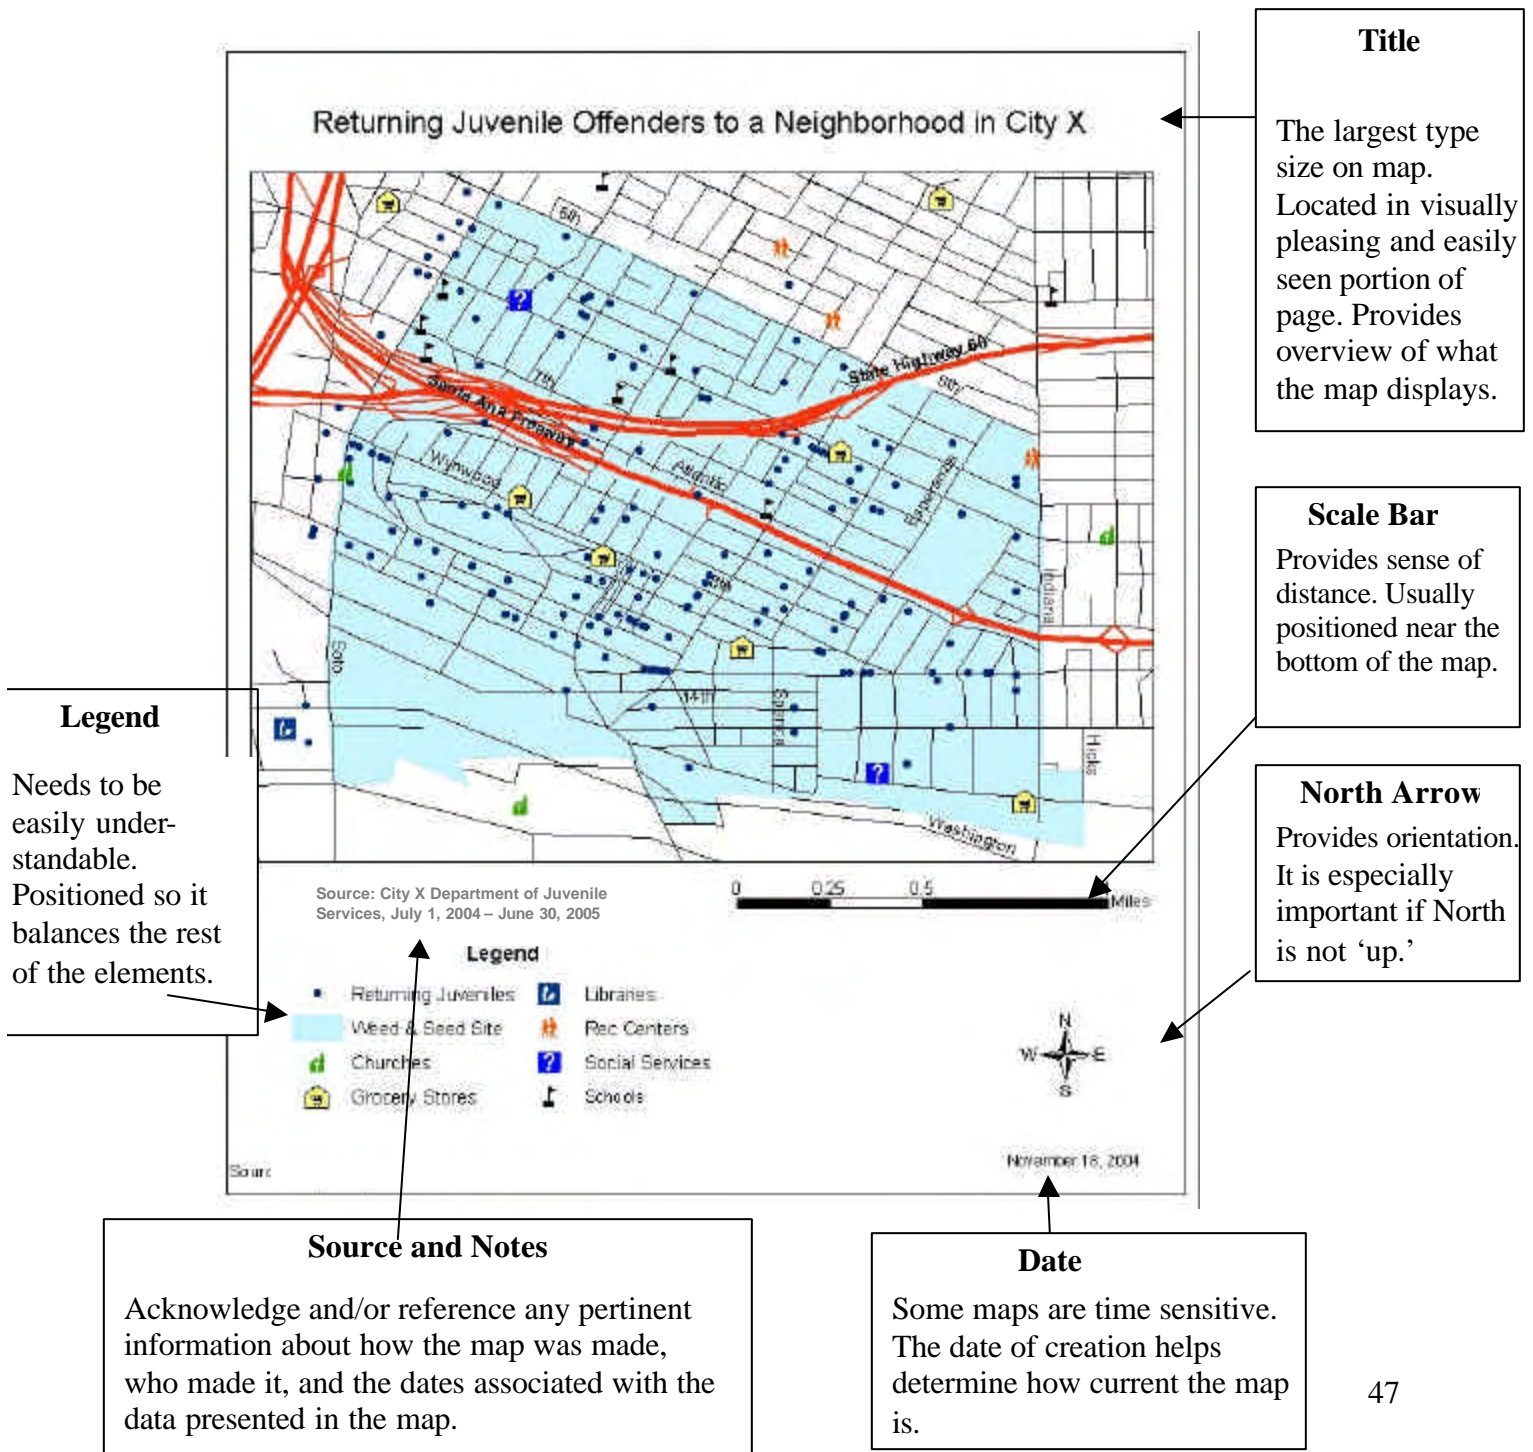 Title
The largest type
size on map.
Located in visually
pleasing and easily
seen portion of
page. Provides
overview of what
the map displays.
Returning Juvenile Offenders to a Neighborhood in City X
6th
State Highway 60
6th
7th
Santa Ana Freeway
Wynwood
Atlantic
Esperanza
8th
Indiana
Soto
14th
Spence
Hicks
Washington
Scale Bar
Provides sense of
distance. Usually
positioned near the
bottom of the map.
Legend
Needs to be
easily under-
standable.
Positioned so it
balances the rest
of the elements.
North Arrow
Provides orientation.
It is especially
important if North
is not ‘up.’
Source: City X Department of Juvenile
Services, July 1, 2004 – June 30, 2005
0 0.25 0.5
Miles
Legend
Returning Juveniles
Weed & Seed Site
Churches
Grocery Stores
Libraries
Rec Centers
Social Services
Schools
N
W E
S
Sourc
November 18, 2004
Source and Notes
Acknowledge and/or reference any pertinent
information about how the map was made,
who made it, and the dates associated with the
data presented in the map.
Date
Some maps are time sensitive.
The date of creation helps
determine how current the map
is.
47